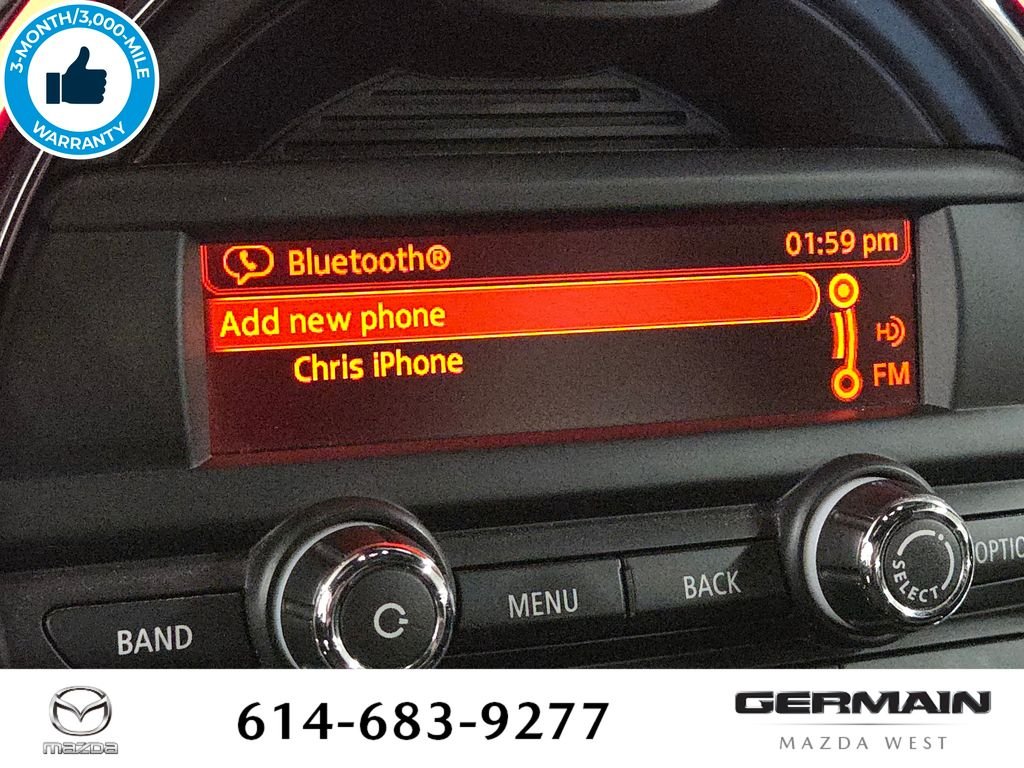 3-MONTH/3,000-MILE
WARRANTY
Bluetooth®
01:59 pm
Add new phone
Chris iPhone
HD
FM
BAND
MENU
BACK
SELECT
OPTIO
mazda
614-683-9277
GERMAIN
MAZDA WEST